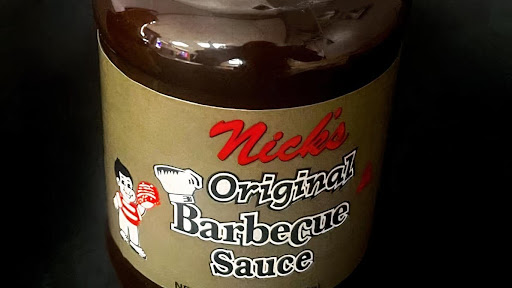 Nick's
Original
Barbecue
Sauce